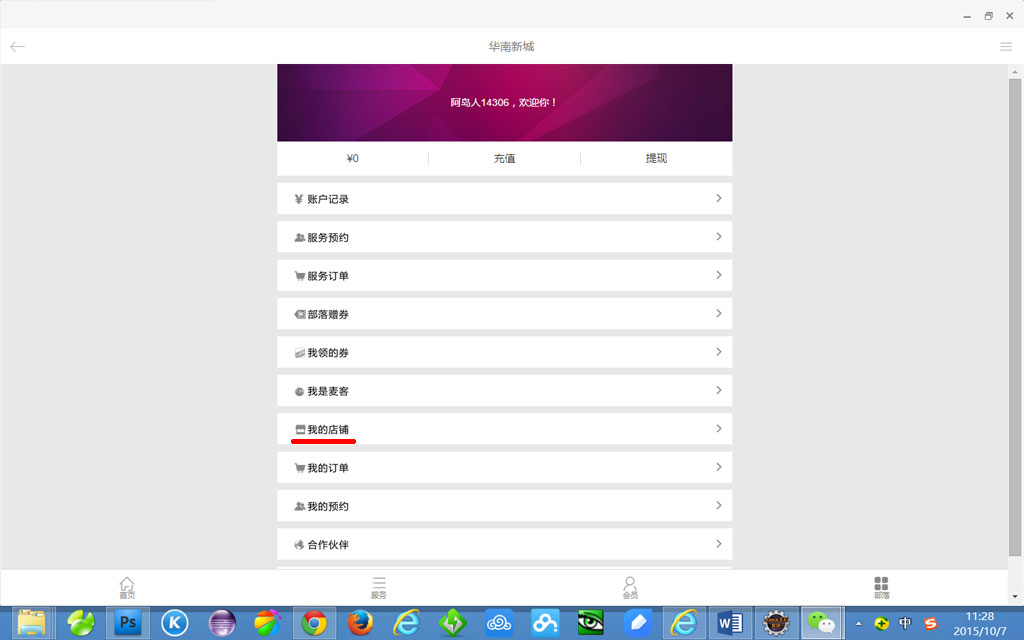 华南新城
阿岛人14306，欢迎你！
¥0 充值 提现
账户记录
服务预约
服务订单
部落赠券
我领的券
我是麦客
我的店铺
我的订单
我的预约
合作伙伴
首页 服务 会员 部落
Ps K W 中 S
11:28
2015/10/7